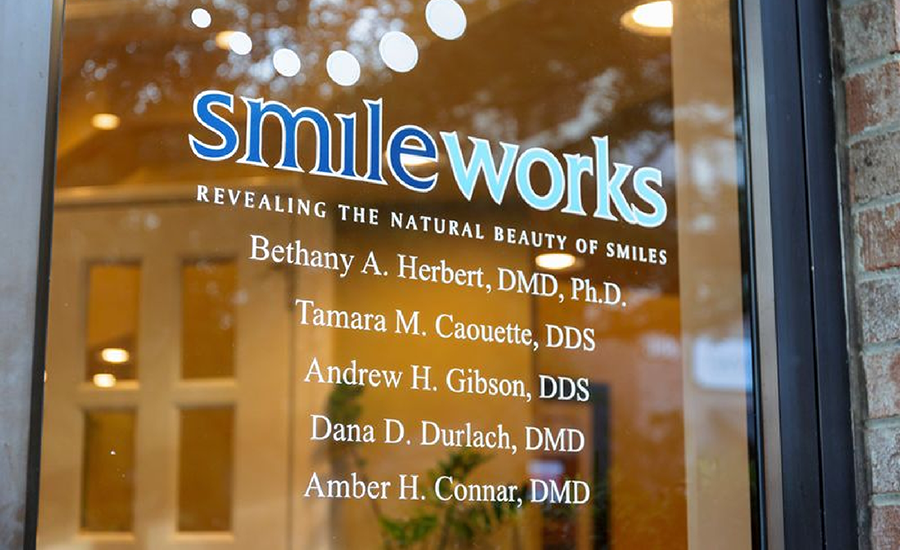 smileworks
REVEALING THE NATURAL BEAUTY OF SMILES
Bethany A. Herbert, DMD, Ph.D.
Tamara M. Caouette, DDS
Andrew H. Gibson, DDS
Dana D. Durlach, DMD
Amber H. Connar, DMD